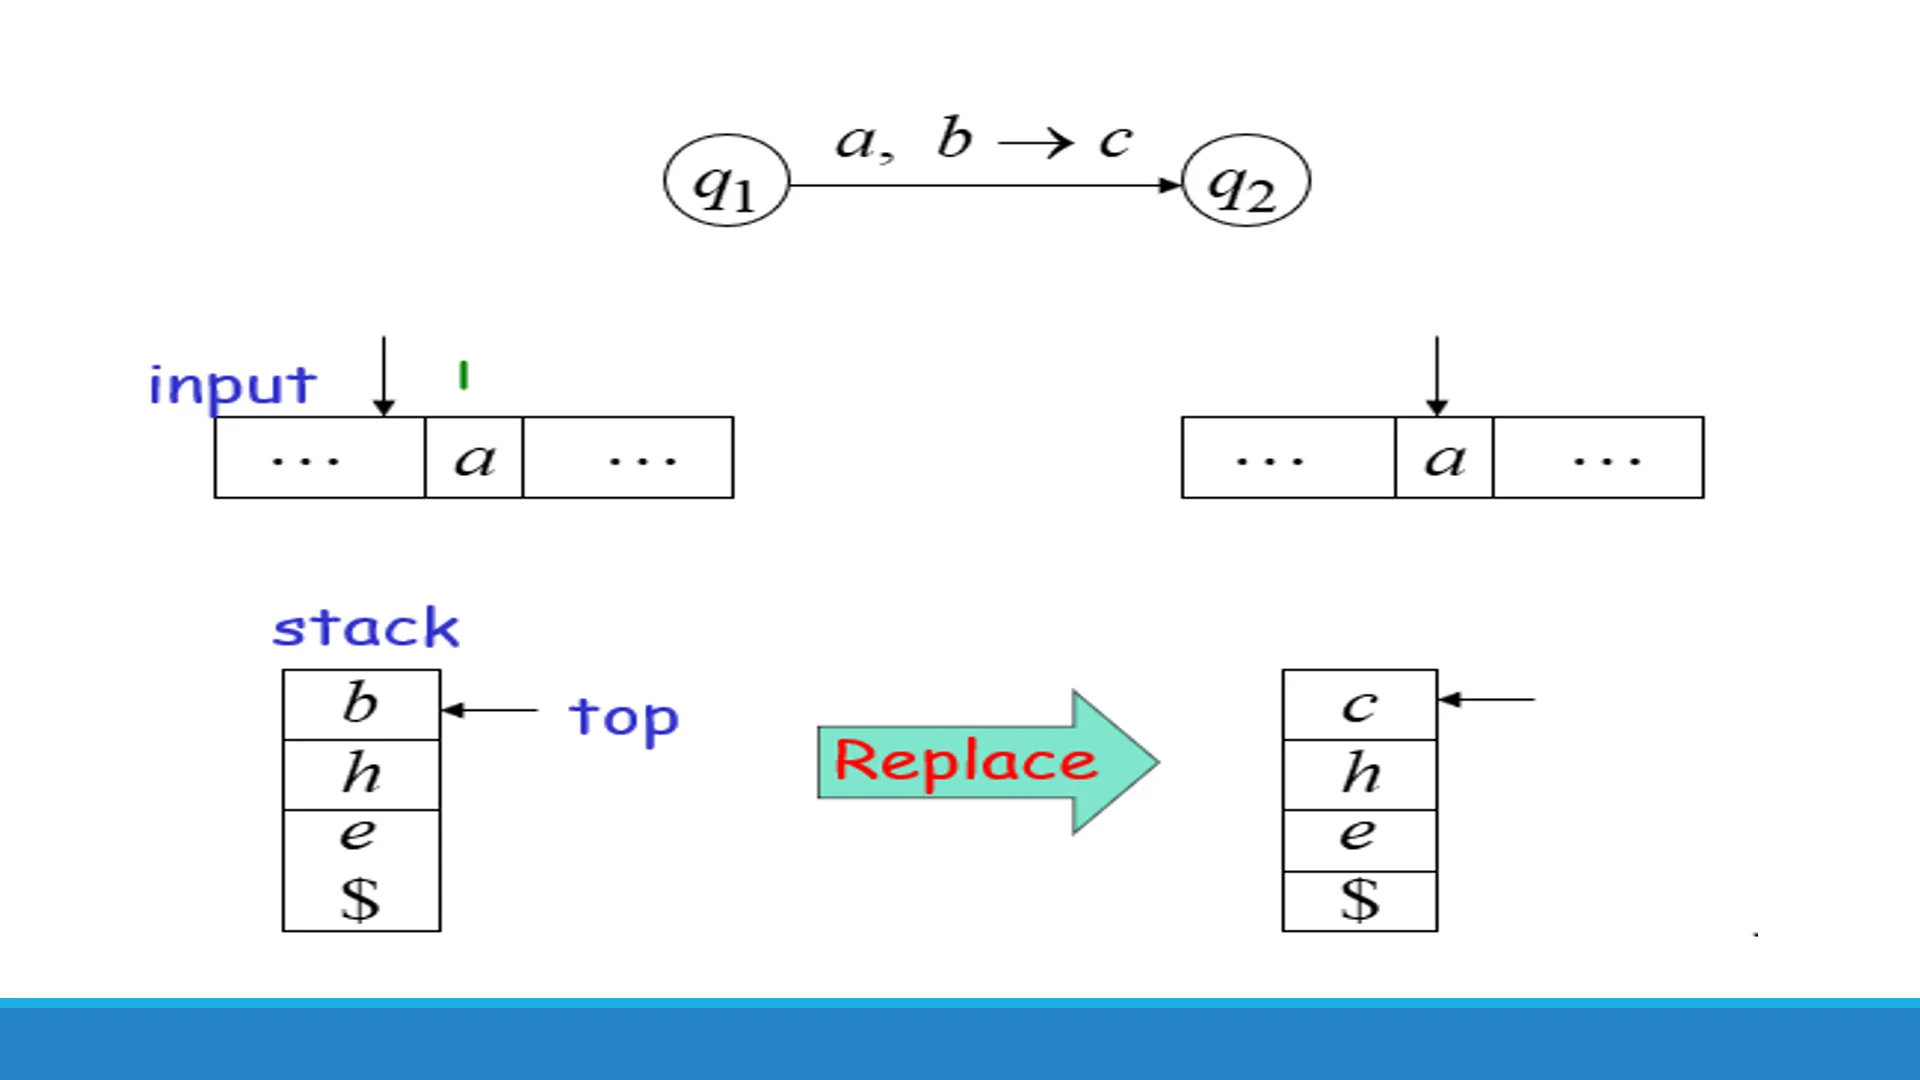 a, b → c
q1 q2
input
... a ... ... a ...
stack
b top c
h Replace h
e e
$ $